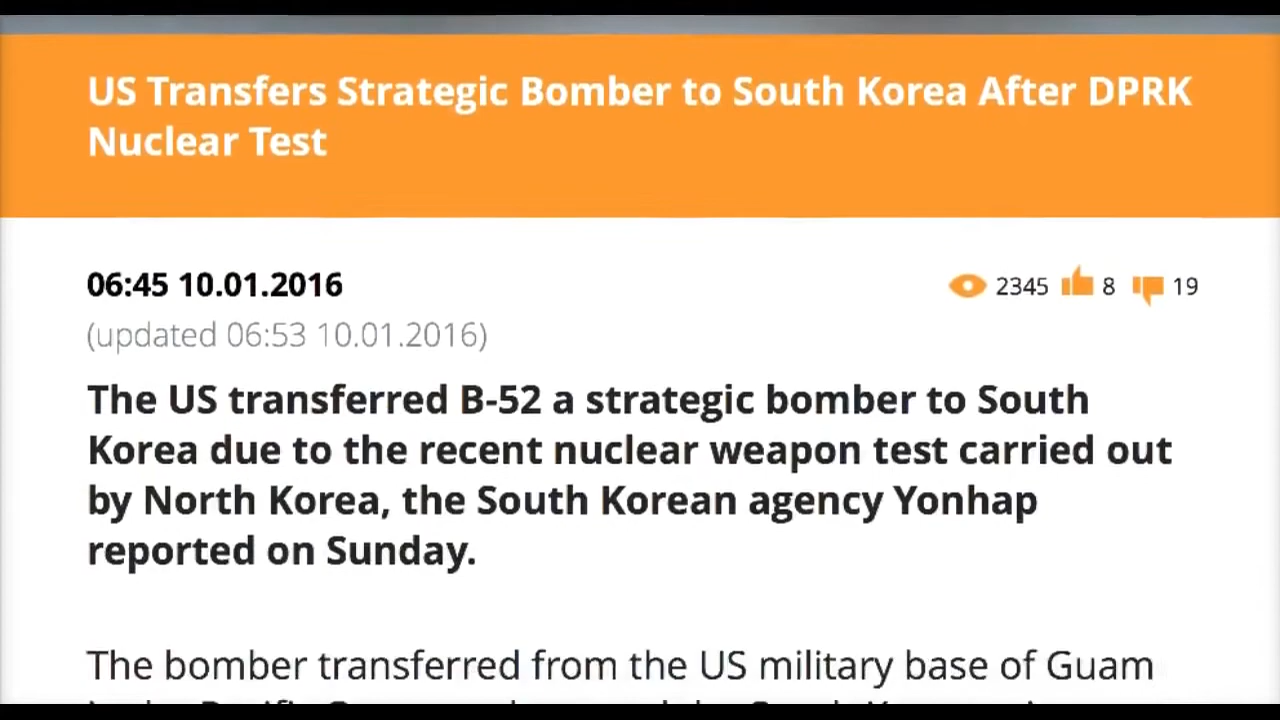 US Transfers Strategic Bomber to South Korea After DPRK
Nuclear Test
06:45 10.01.2016
2345 8 19
(updated 06:53 10.01.2016)
The US transferred B-52 a strategic bomber to South
Korea due to the recent nuclear weapon test carried out
by North Korea, the South Korean agency Yonhap
reported on Sunday.
The bomber transferred from the US military base of Guam